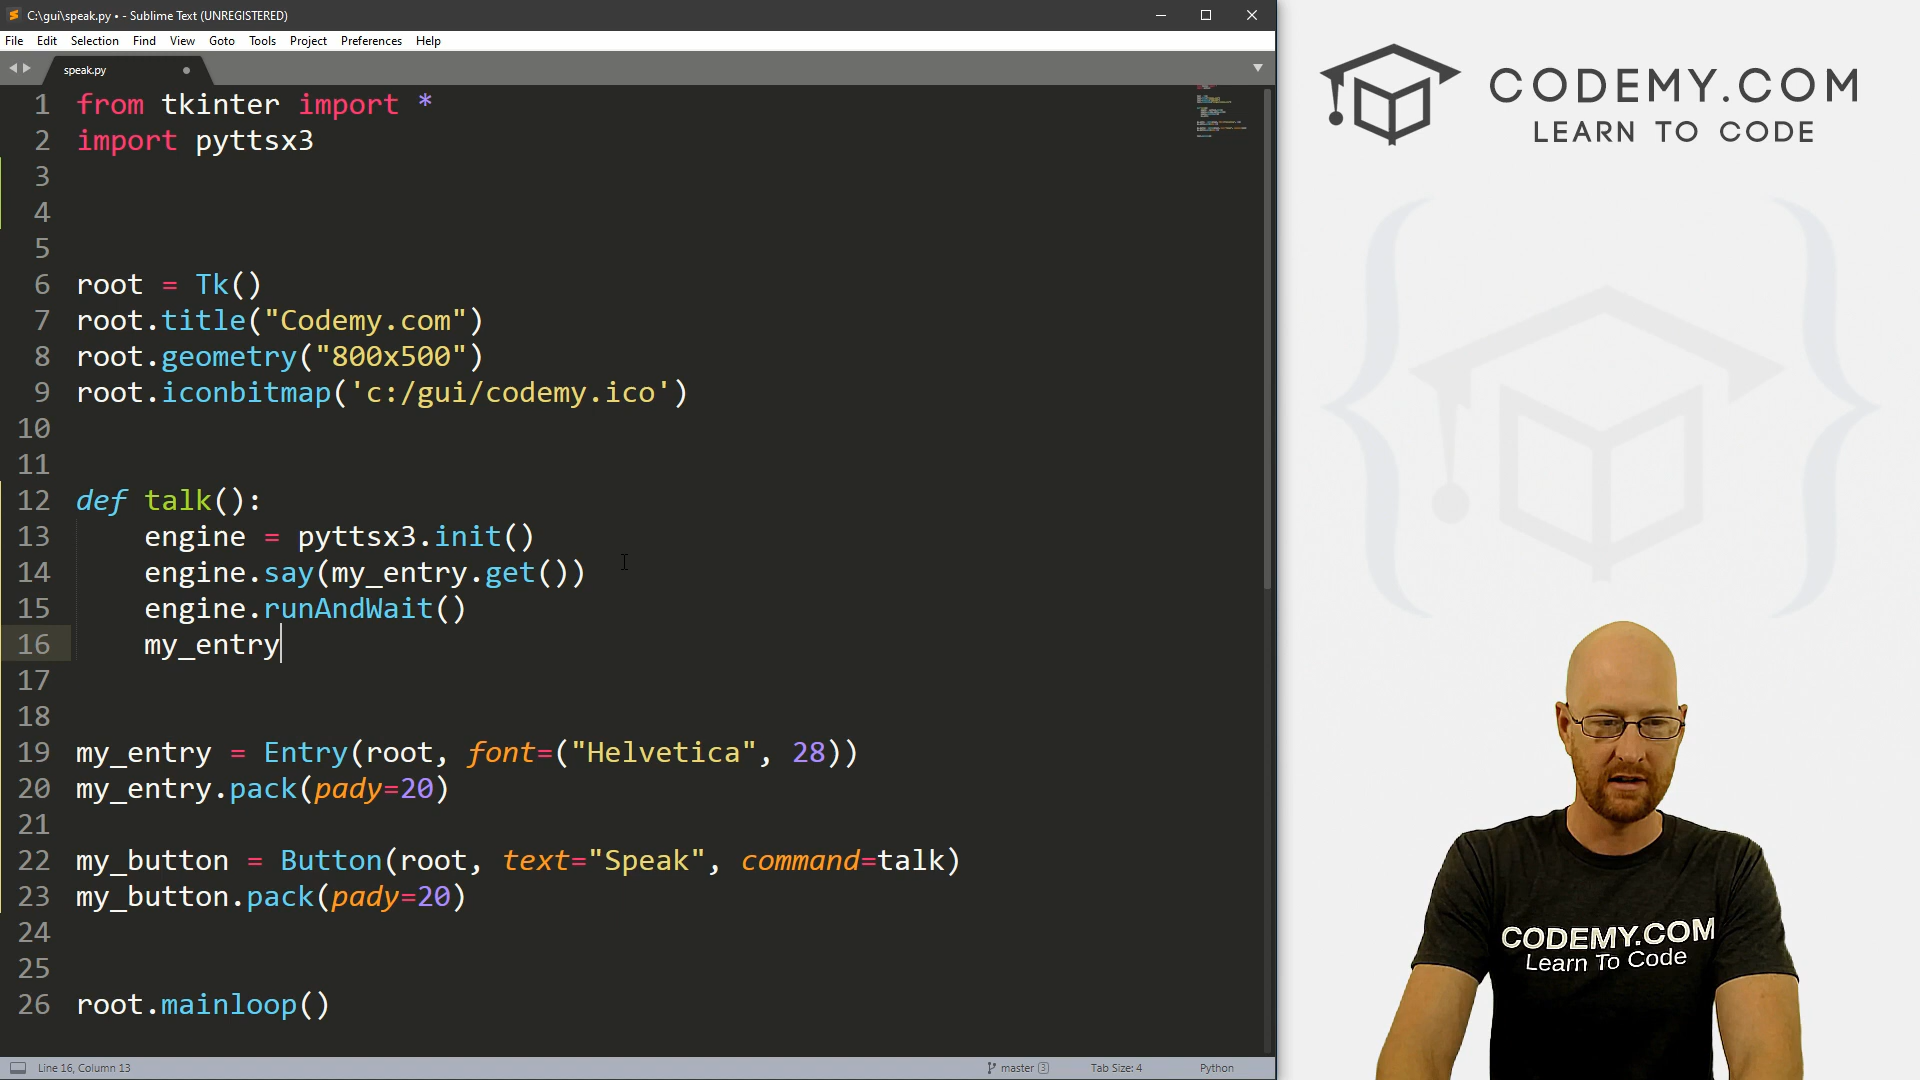 C:\gui\speak.py • - Sublime Text (UNREGISTERED)
File Edit Selection Find View Goto Tools Project Preferences Help
speak.py
1 from tkinter import *
2 import pyttsx3
3
4
5
6 root = Tk()
7 root.title("Codemy.com")
8 root.geometry("800x500")
9 root.iconbitmap('c:/gui/codemy.ico')
10
11
12 def talk():
13 engine = pyttsx3.init()
14 engine.say(my_entry.get())
15 engine.runAndWait()
16 my_entry
17
18
19 my_entry = Entry(root, font=("Helvetica", 28))
20 my_entry.pack(pady=20)
21
22 my_button = Button(root, text="Speak", command=talk)
23 my_button.pack(pady=20)
24
25
26 root.mainloop()
Line 16, Column 13
master 3
Tab Size: 4
Python
CODEMY.COM
LEARN TO CODE
CODEMY.COM
Learn To Code